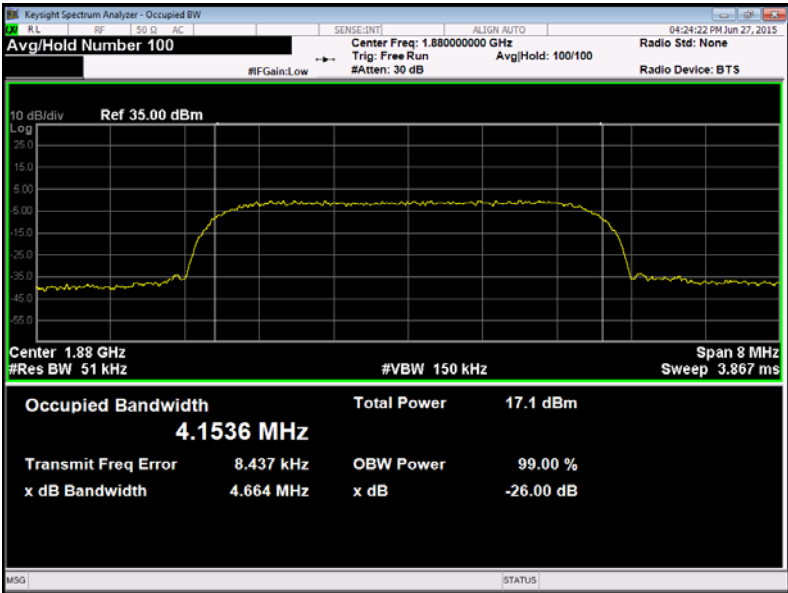 Keysight Spectrum Analyzer - Occupied BW
RL RF 50 Ω AC SENSE:INT ALIGN AUTO 04:24:22 PM Jun 27, 2015
Avg/Hold Number 100 Center Freq: 1.880000000 GHz Radio Std: None
Trig: Free Run Avg|Hold: 100/100
#IFGain:Low #Atten: 30 dB Radio Device: BTS
10 dB/div Ref 35.00 dBm
Log
25.0
15.0
5.00
-5.00
-15.0
-25.0
-35.0
-45.0
-55.0
Center 1.88 GHz Span 8 MHz
#Res BW 51 kHz #VBW 150 kHz Sweep 3.867 ms
Occupied Bandwidth Total Power 17.1 dBm
4.1536 MHz
Transmit Freq Error 8.437 kHz OBW Power 99.00 %
x dB Bandwidth 4.664 MHz x dB -26.00 dB
MSG STATUS